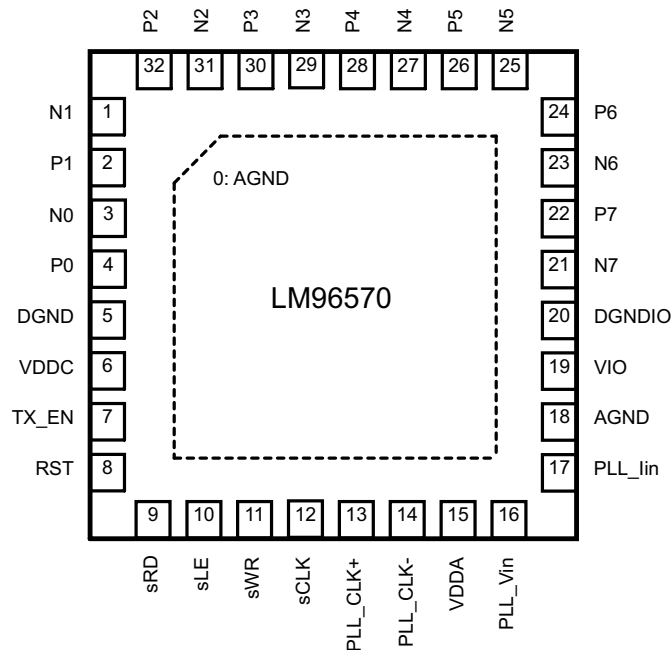 P2 N2 P3 N3 P4 N4 P5 N5
32 31 30 29 28 27 26 25
N1 1
P1 2
N0 3
P0 4
DGND 5
VDDC 6
TX_EN 7
RST 8
0: AGND
LM96570
24 P6
23 N6
22 P7
21 N7
20 DGNDIO
19 VIO
18 AGND
17 PLL_Iin
9 10 11 12 13 14 15 16
sRD
sLE
sWR
sCLK
PLL_CLK+
PLL_CLK-
VDDA
PLL_Vin